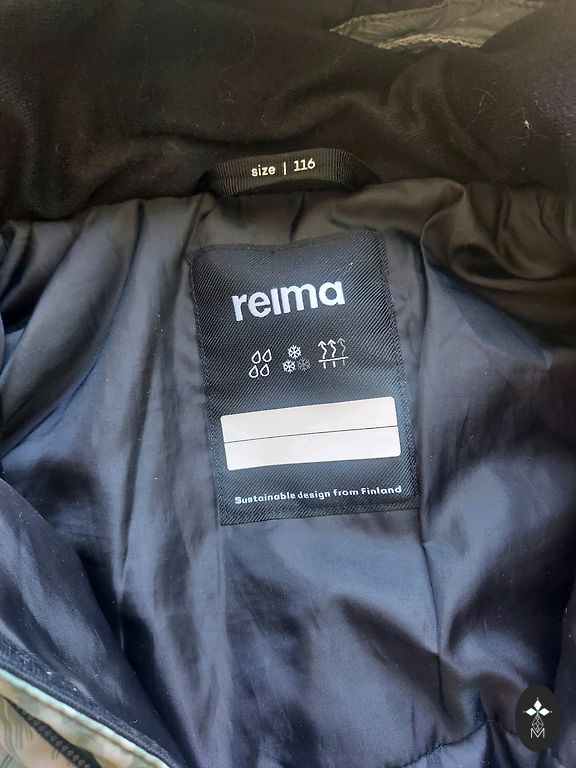 size | 116
reima
Sustainable design from Finland
M